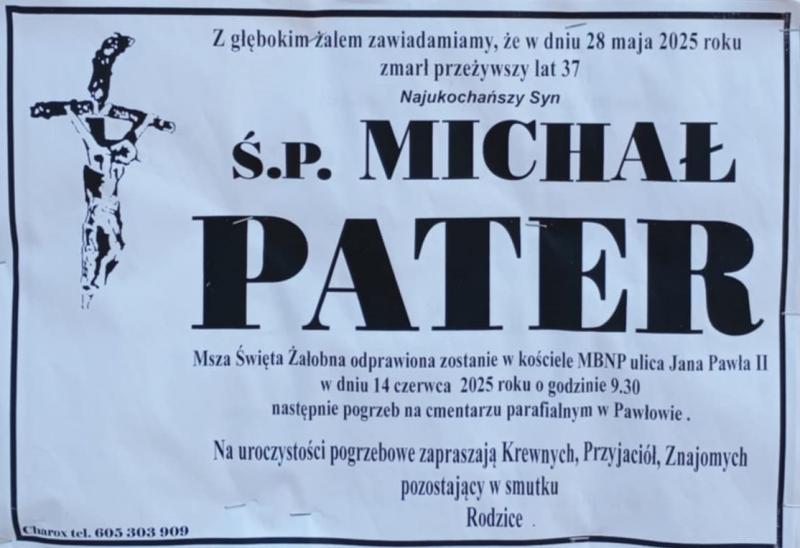 Z głębokim żalem zawiadamiamy, że w dniu 28 maja 2025 roku
zmarł przeżywszy lat 37
Najukochańszy Syn
Ś.P. MICHAŁ
PATER
Msza Święta Żałobna odprawiona zostanie w kościele MBNP ulica Jana Pawła II
w dniu 14 czerwca 2025 roku o godzinie 9.30
następnie pogrzeb na cmentarzu parafialnym w Pawłowie .
Na uroczystości pogrzebowe zapraszają Krewnych, Przyjaciół, Znajomych
pozostający w smutku
Rodzice .
Charox tel. 605 303 909